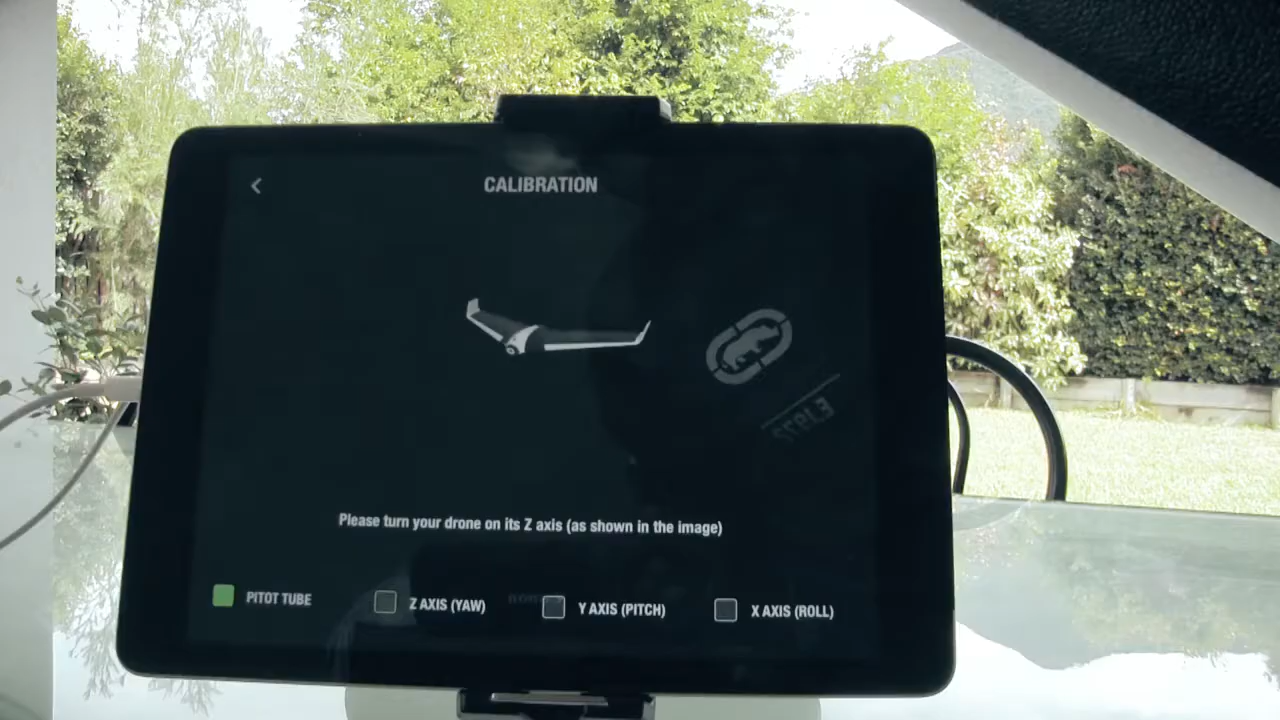 CALIBRATION
Please turn your drone on its Z axis (as shown in the image)
PITOT TUBE
Z AXIS (YAW)
Y AXIS (PITCH)
X AXIS (ROLL)